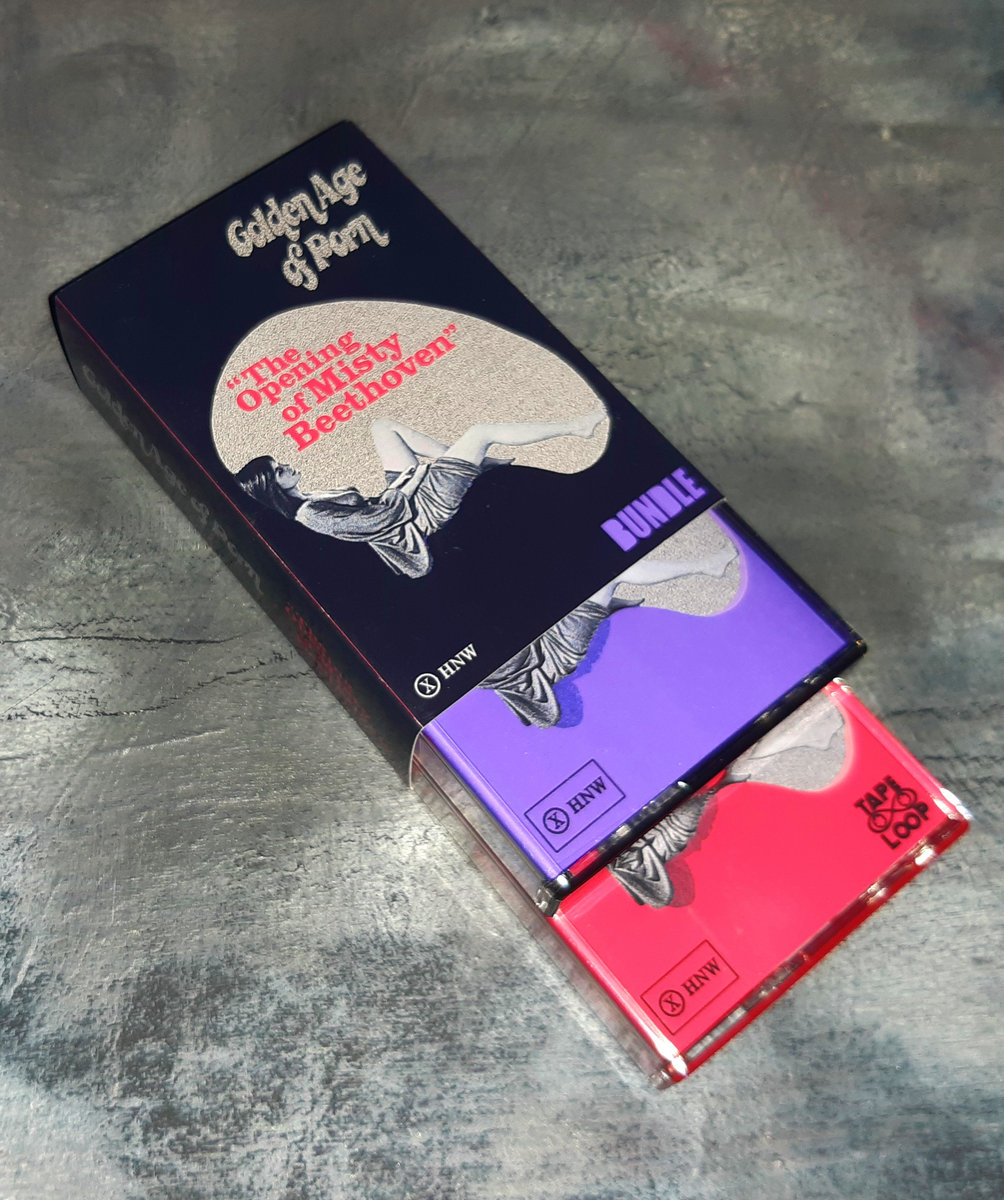 Golden Age
of Porn
“The
Opening
of Misty
Beethoven”
BUNDLE
X HNW
X HNW
TAPE
LOOP
X HNW